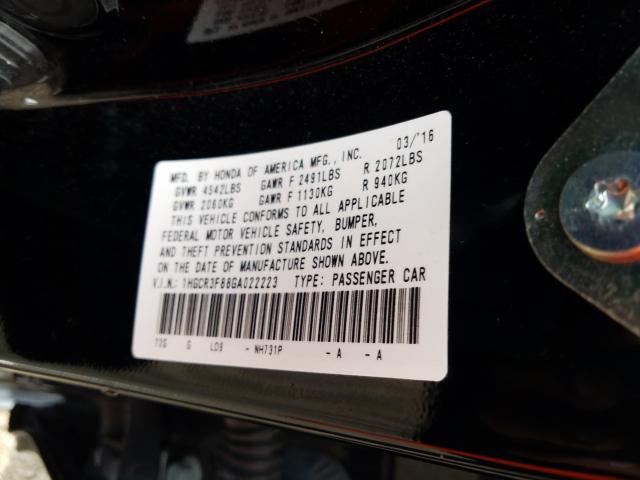 MFD. BY HONDA OF AMERICA MFG., INC. 03/'16
GVWR 4542LBS GAWR F 2491LBS R 2072LBS
GVWR 2060KG GAWR F 1130KG R 940KG
THIS VEHICLE CONFORMS TO ALL APPLICABLE
FEDERAL MOTOR VEHICLE SAFETY, BUMPER,
AND THEFT PREVENTION STANDARDS IN EFFECT
ON THE DATE OF MANUFACTURE SHOWN ABOVE.
V.I.N.: 1HGCR3F88GA022223 TYPE: PASSENGER CAR
73G G LD9 - NH731P - A - A